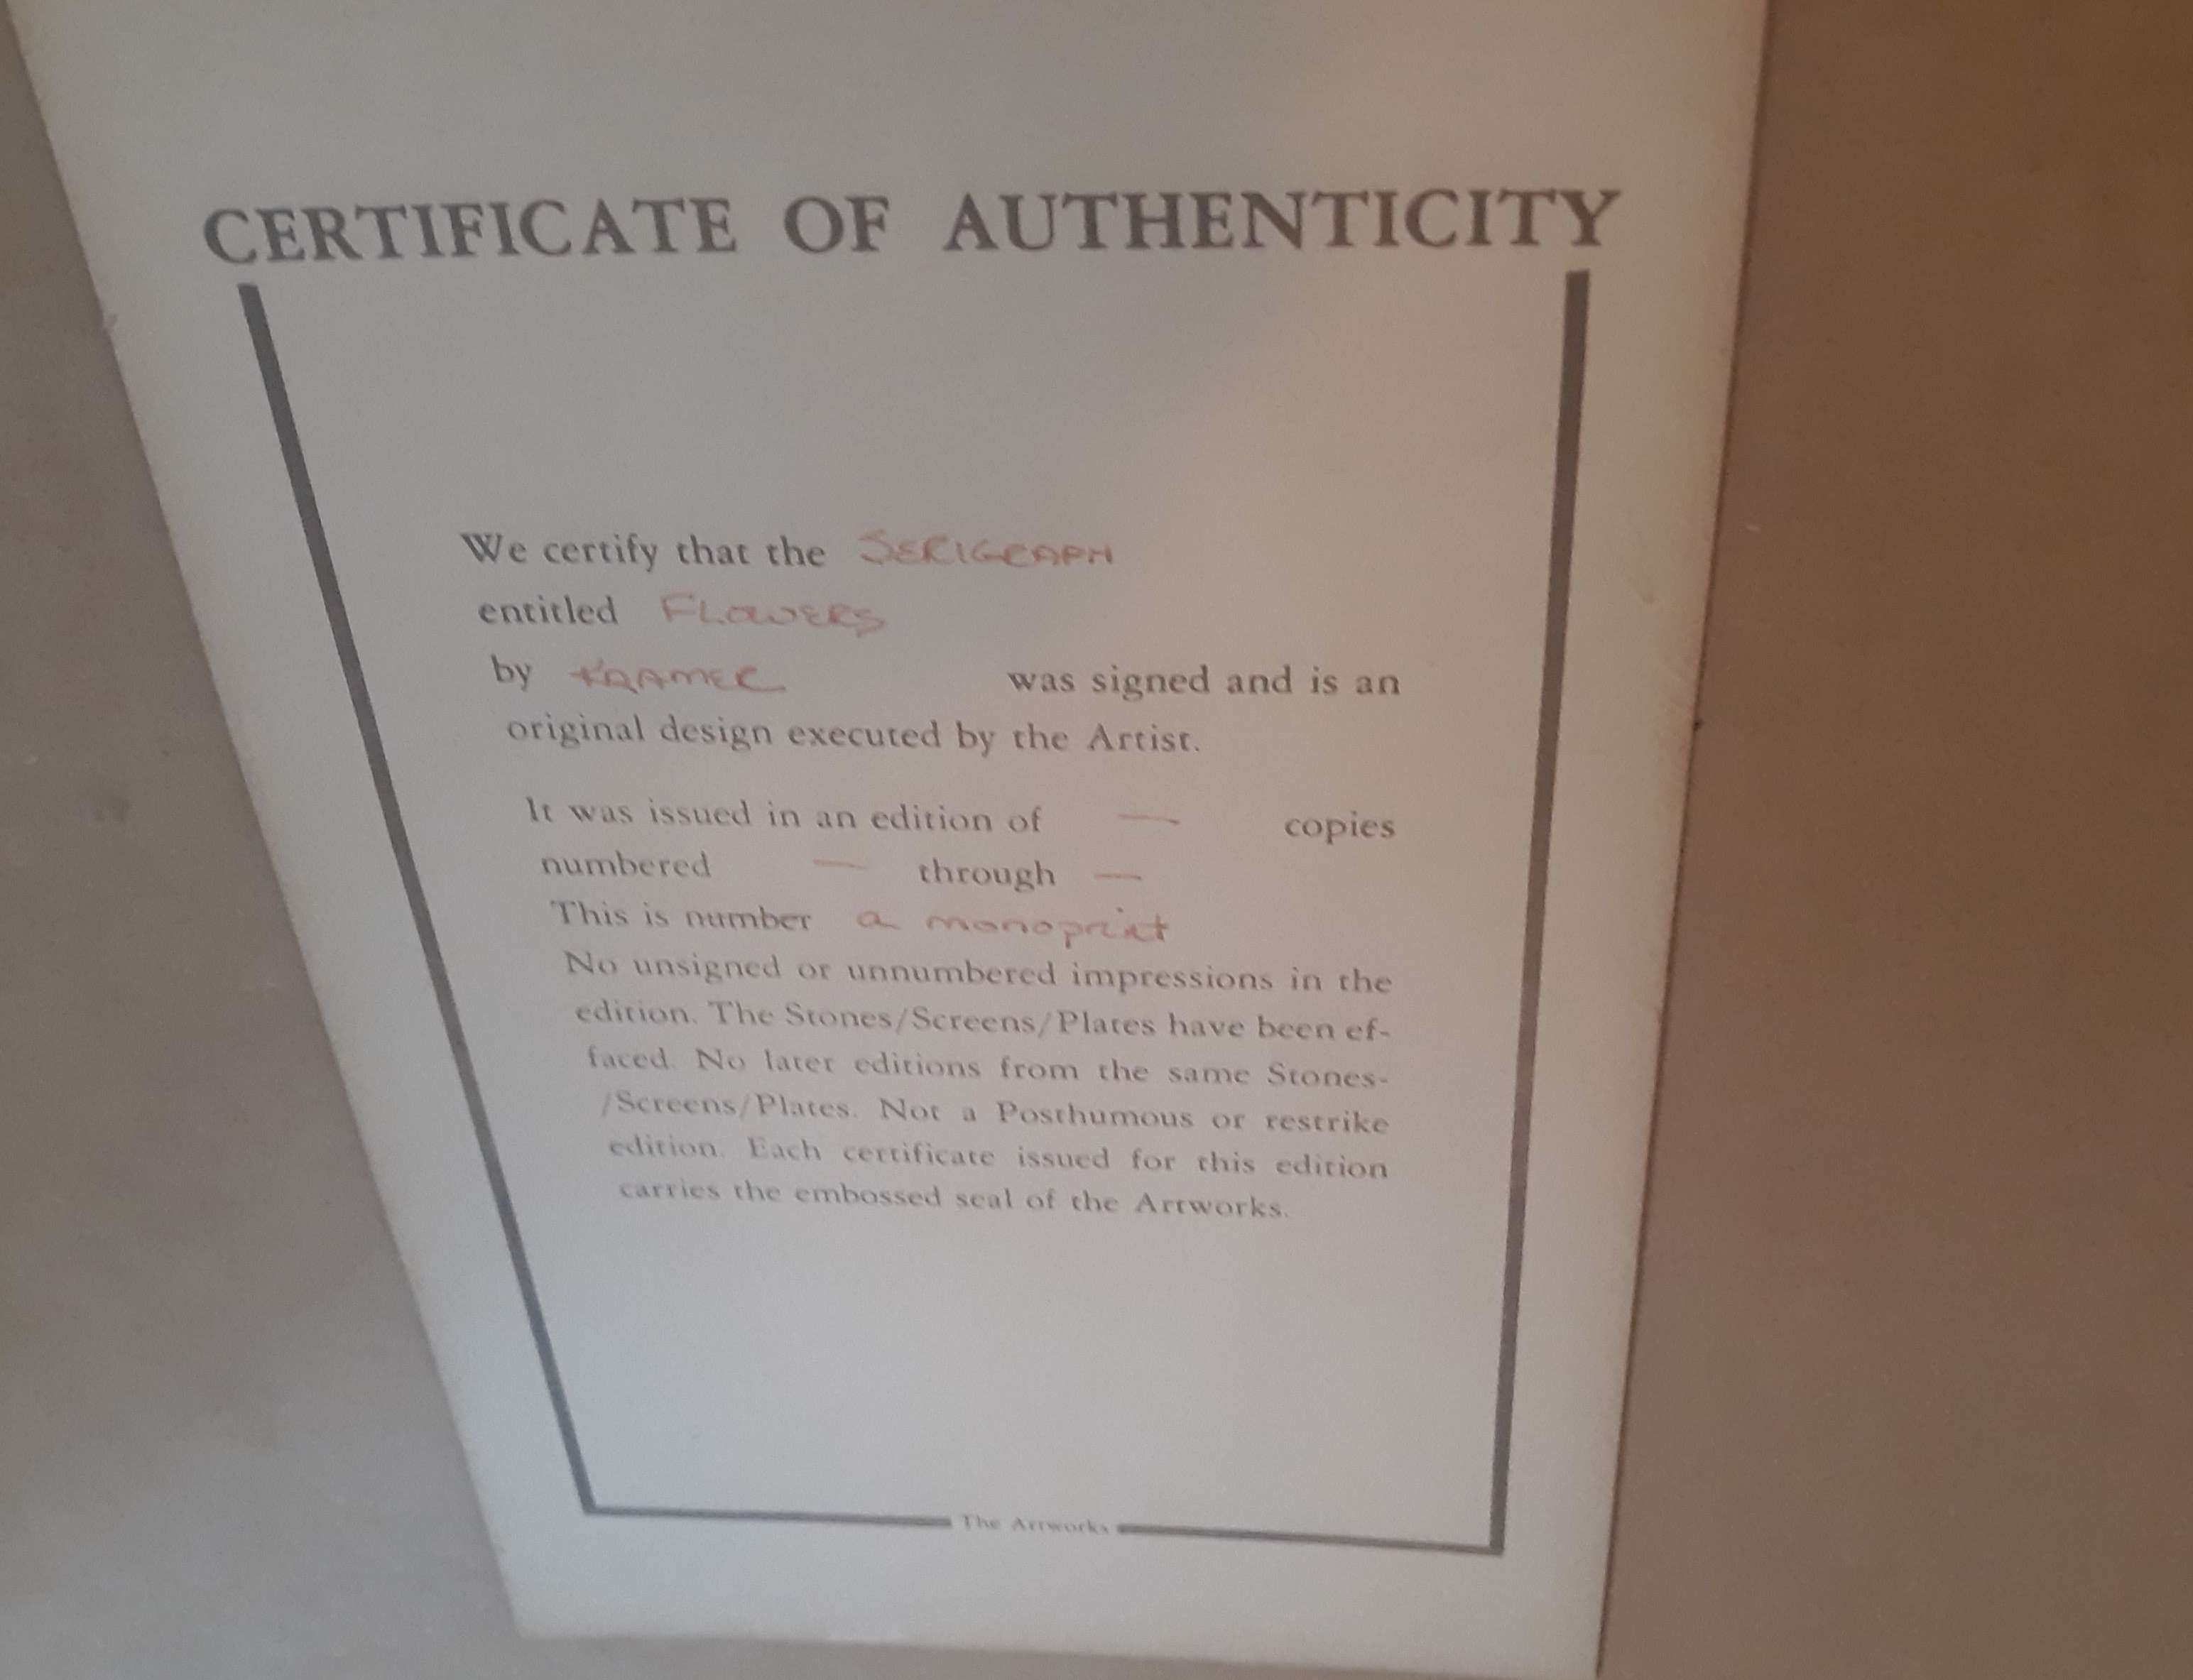 CERTIFICATE OF AUTHENTICITY
We certify that the SERIGRAPH
entitled FLOWERS
by KRAMER was signed and is an
original design executed by the Artist.
It was issued in an edition of — copies
numbered — through —
This is number a monoprint
No unsigned or unnumbered impressions in the
edition. The Stones/Screens/Plates have been ef-
faced. No later editions from the same Stones-
/Screens/Plates. Not a Posthumous or restrike
edition. Each certificate issued for this edition
carries the embossed seal of the Artworks.
The Artworks